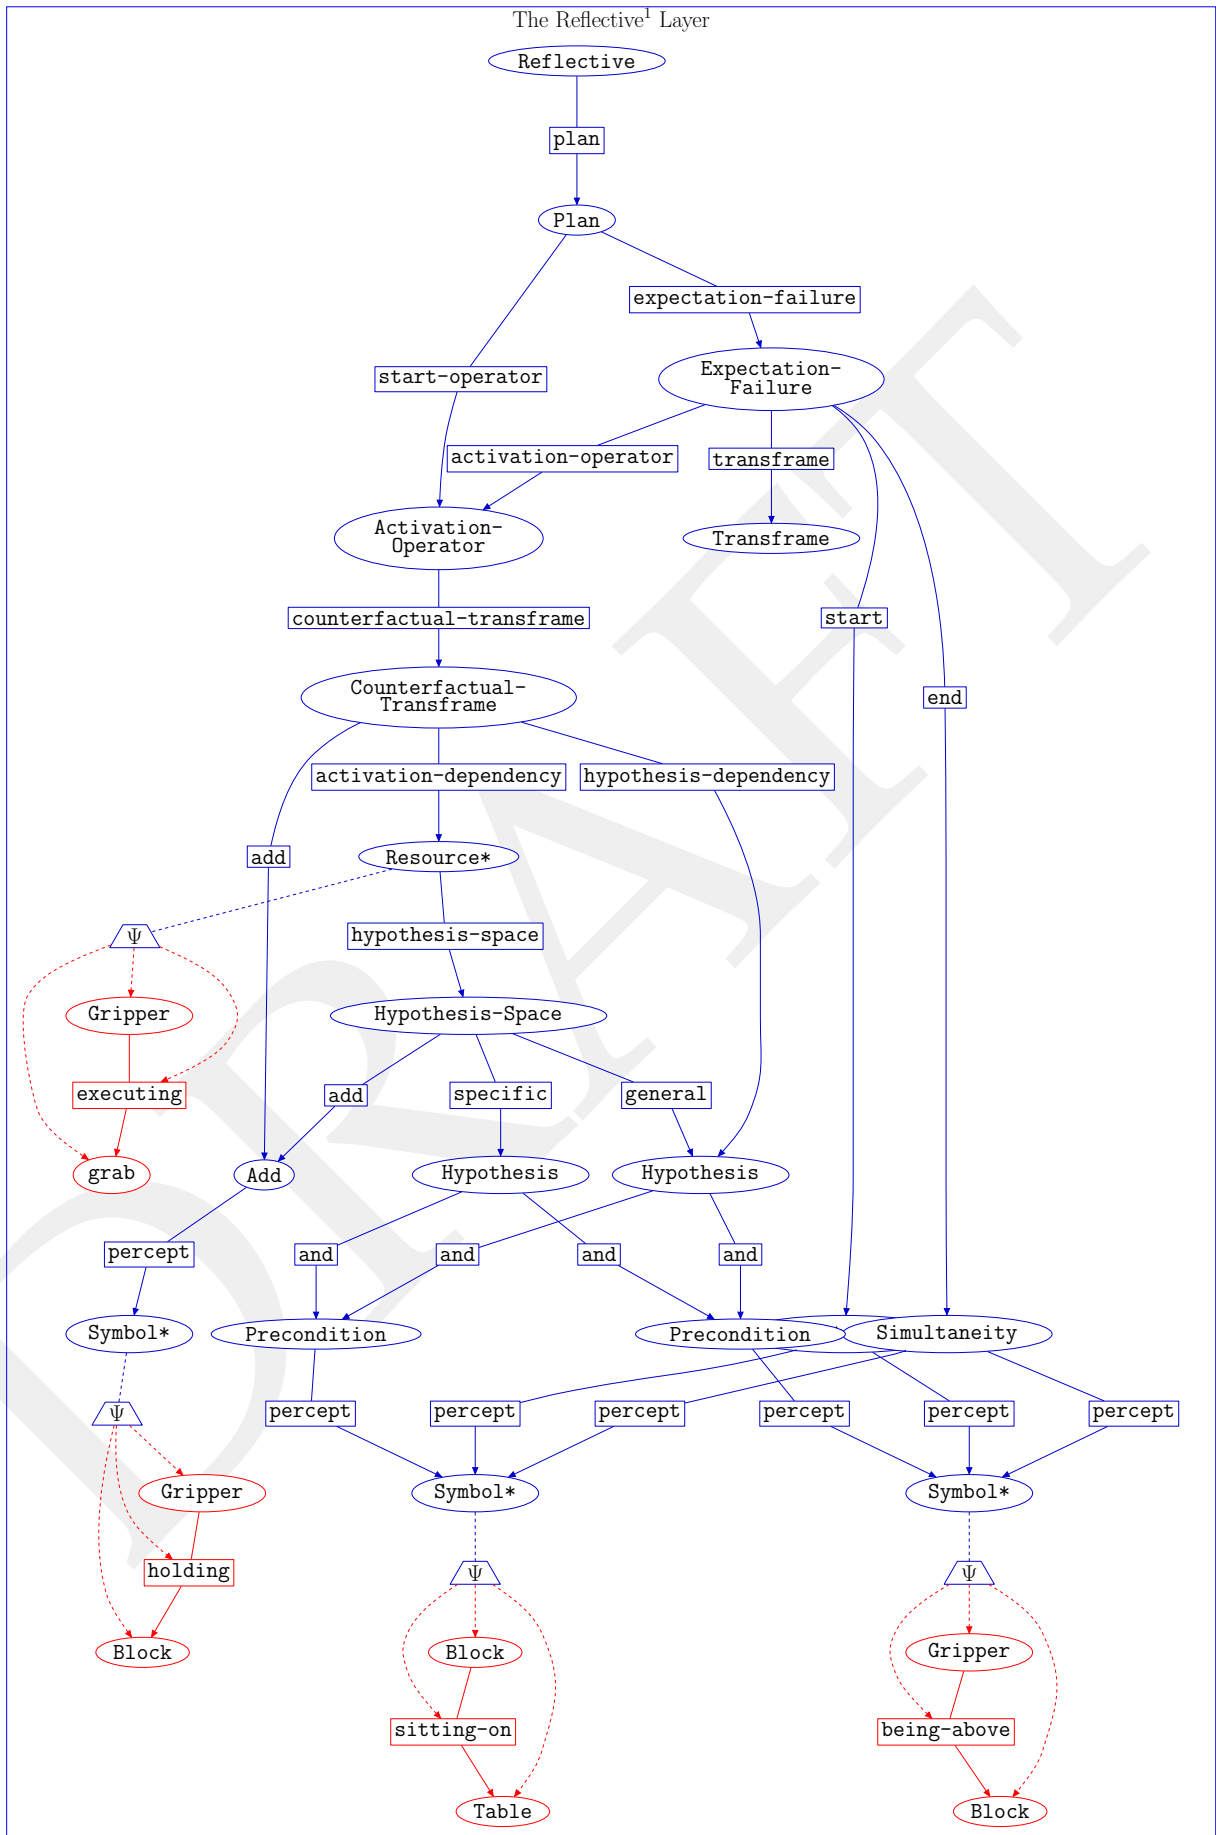 The Reflective¹ Layer
Reflective
plan
Plan
expectation-failure
start-operator
Expectation-
Failure
activation-operator
transframe
Activation-
Operator
Transframe
counterfactual-transframe
start
Counterfactual-
Transframe
end
activation-dependency
hypothesis-dependency
add
Resource*
Ψ
hypothesis-space
Gripper
Hypothesis-Space
executing
add
specific
general
grab
Add
Hypothesis
Hypothesis
percept
and
and
and
and
Symbol*
Precondition
Precondition
Simultaneity
Ψ
percept
percept
percept
percept
percept
percept
Gripper
Symbol*
Symbol*
holding
Ψ
Ψ
Block
Block
Gripper
sitting-on
being-above
Table
Block
DRAFT